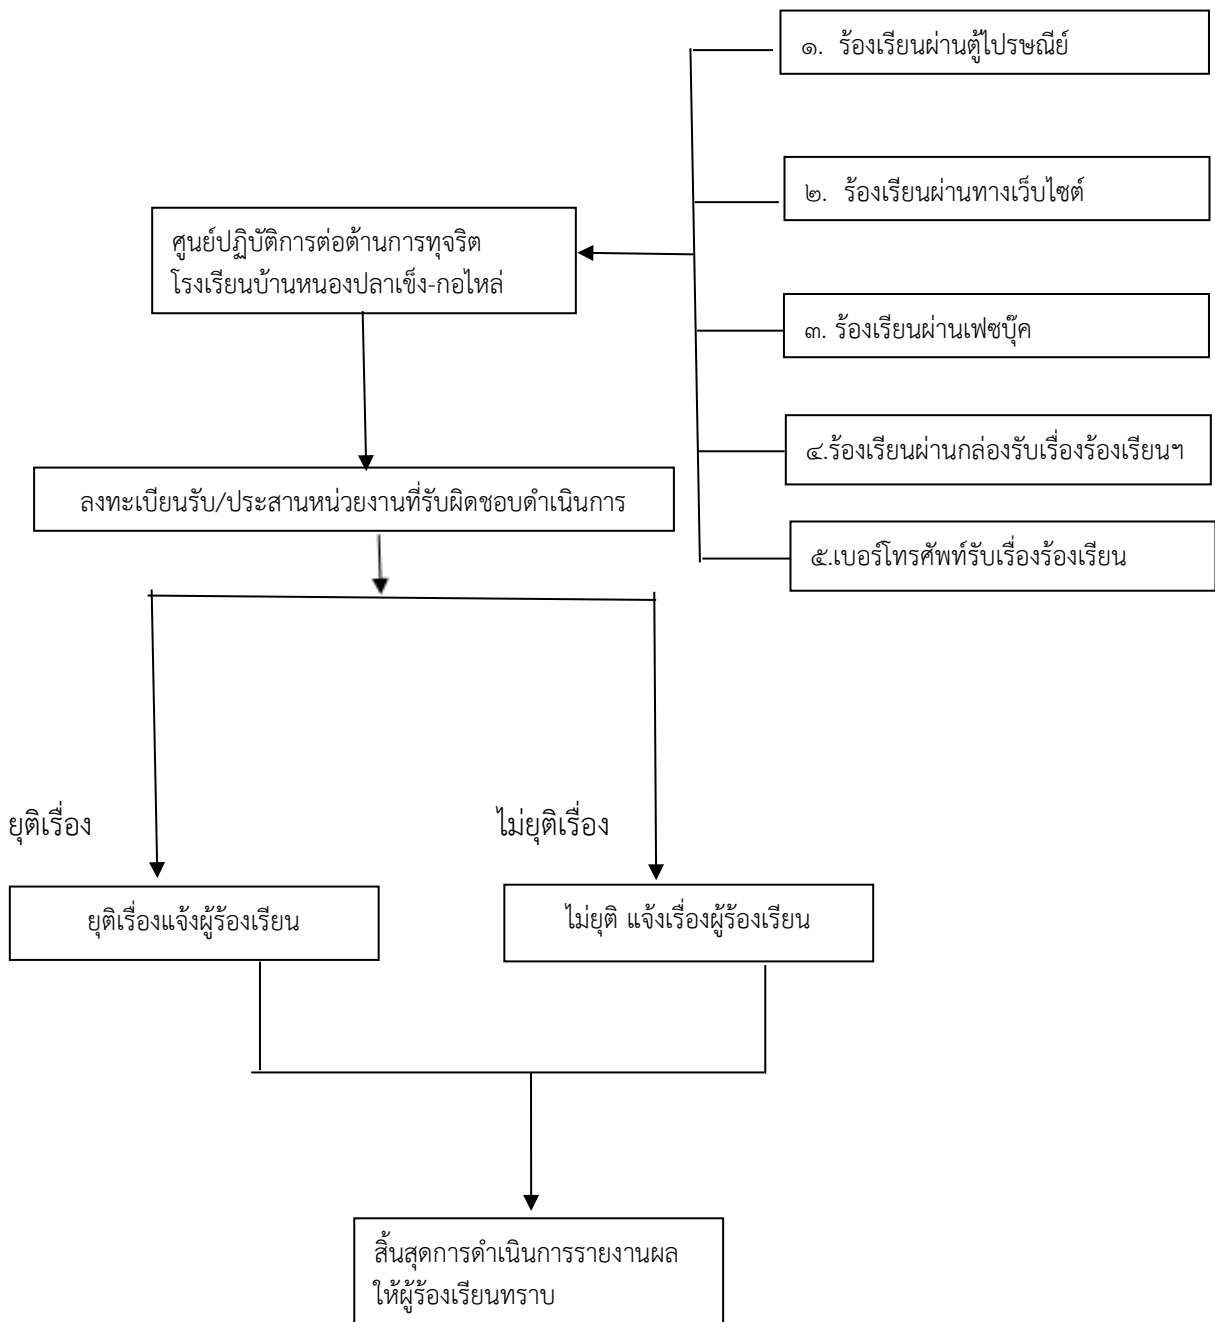 ๑. ร้องเรียนผ่านตู้ไปรษณีย์
๒. ร้องเรียนผ่านทางเว็บไซต์
ศูนย์ปฏิบัติการต่อต้านการทุจริต
โรงเรียนบ้านหนองปลาเข็ง-กอไหล่
๓. ร้องเรียนผ่านเฟซบุ๊ค
๔.ร้องเรียนผ่านกล่องรับเรื่องร้องเรียนฯ
ลงทะเบียนรับ/ประสานหน่วยงานที่รับผิดชอบดำเนินการ
๕.เบอร์โทรศัพท์รับเรื่องร้องเรียน
ยุติเรื่อง
ไม่ยุติเรื่อง
ยุติเรื่องแจ้งผู้ร้องเรียน
ไม่ยุติ แจ้งเรื่องผู้ร้องเรียน
สิ้นสุดการดำเนินการรายงานผล
ให้ผู้ร้องเรียนทราบ